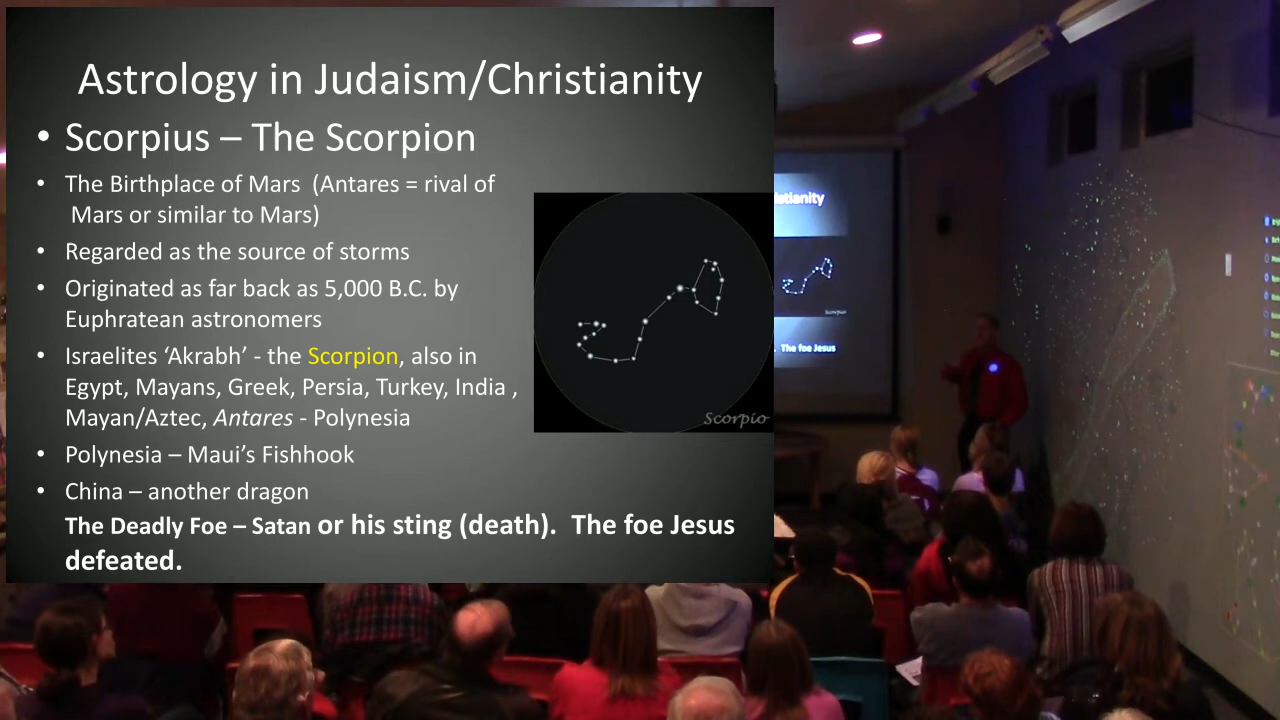 Astrology in Judaism/Christianity
• Scorpius – The Scorpion
• The Birthplace of Mars (Antares = rival of
Mars or similar to Mars)
• Regarded as the source of storms
• Originated as far back as 5,000 B.C. by
Euphratean astronomers
• Israelites ‘Akrabh’ - the Scorpion, also in
Egypt, Mayans, Greek, Persia, Turkey, India ,
Mayan/Aztec, Antares - Polynesia
• Polynesia – Maui’s Fishhook
• China – another dragon
The Deadly Foe – Satan or his sting (death). The foe Jesus
defeated.
Scorpio
stianity
Scorpio
The foe Jesus